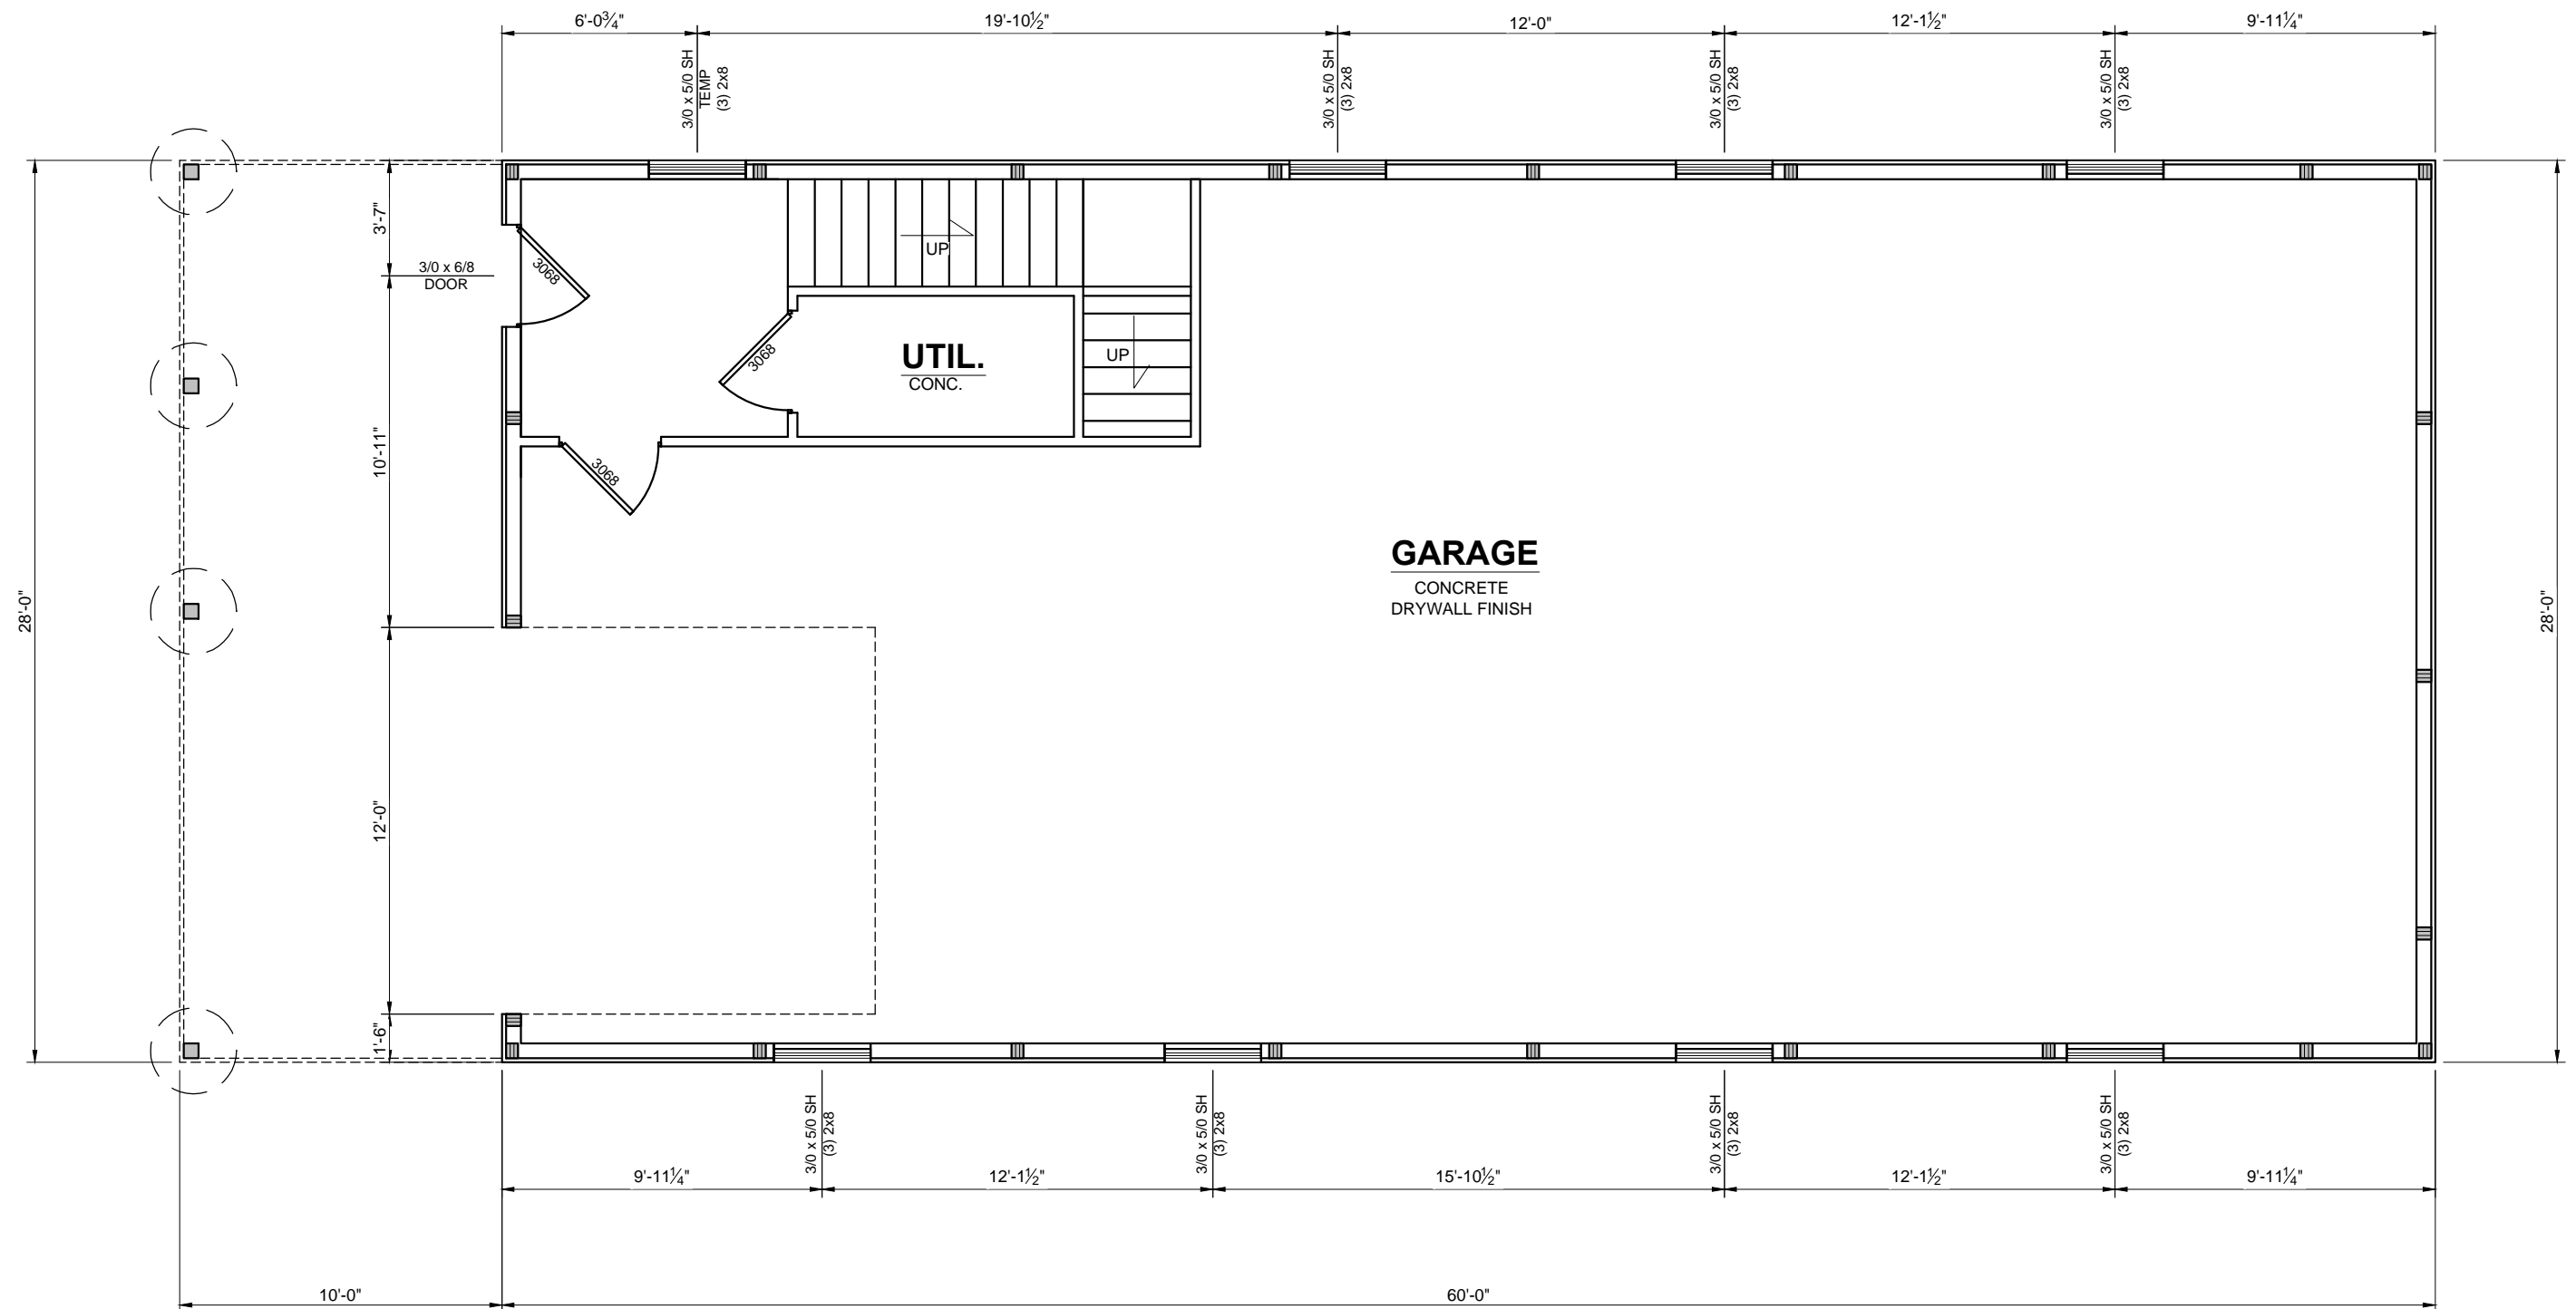 6'-0¾"
19'-10½"
12'-0"
12'-1½"
9'-11¼"
3/0 x 5/0 SH
TEMP
(3) 2x8
3/0 x 5/0 SH
(3) 2x8
3/0 x 5/0 SH
(3) 2x8
3/0 x 5/0 SH
(3) 2x8
28'-0"
3'-7"
3/0 x 6/8
DOOR
10'-11"
12'-0"
1'-6"
3068
UP
3068
UTIL.
CONC.
UP
3068
GARAGE
CONCRETE
DRYWALL FINISH
28'-0"
3/0 x 5/0 SH
(3) 2x8
3/0 x 5/0 SH
(3) 2x8
3/0 x 5/0 SH
(3) 2x8
3/0 x 5/0 SH
(3) 2x8
9'-11¼"
12'-1½"
15'-10½"
12'-1½"
9'-11¼"
10'-0"
60'-0"